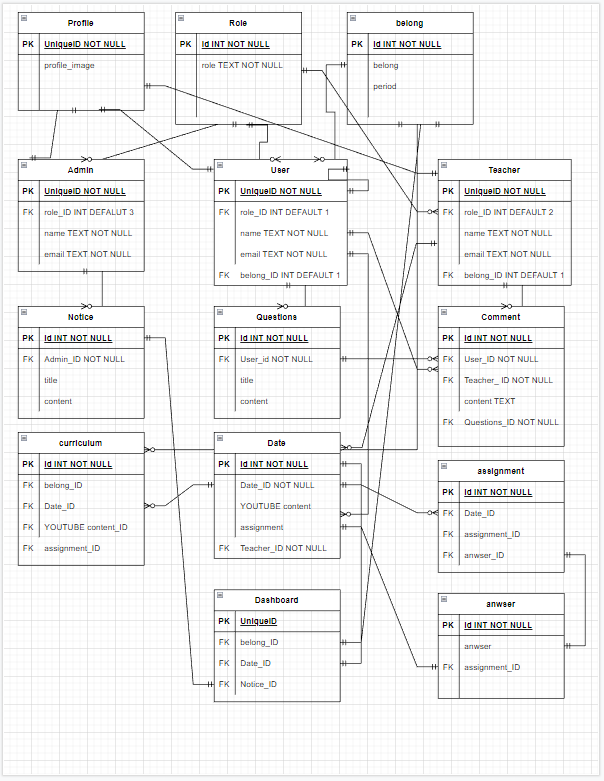 Profile
PK UniqueID NOT NULL
profile_image
Role
PK Id INT NOT NULL
role TEXT NOT NULL
belong
PK Id INT NOT NULL
belong
period
Admin
PK UniqueID NOT NULL
FK role_ID INT DEFALUT 3
name TEXT NOT NULL
email TEXT NOT NULL
User
PK UniqueID NOT NULL
FK role_ID INT DEFAULT 1
name TEXT NOT NULL
email TEXT NOT NULL
FK belong_ID INT DEFAULT 1
Teacher
PK UniqueID NOT NULL
FK role_ID INT DEFAULT 2
name TEXT NOT NULL
email TEXT NOT NULL
FK belong_ID INT DEFAULT 1
Notice
PK Id INT NOT NULL
FK Admin_ID NOT NULL
title
content
Questions
PK Id INT NOT NULL
FK User_id NOT NULL
title
content
Comment
PK Id INT NOT NULL
FK User_ID NOT NULL
FK Teacher_ ID NOT NULL
content TEXT
FK Questions_ID NOT NULL
curriculum
PK Id INT NOT NULL
FK belong_ID
FK Date_ID
FK YOUTUBE content_ID
FK assignment_ID
Date
PK Id INT NOT NULL
Date_ID NOT NULL
YOUTUBE content
assignment
FK Teacher_ID NOT NULL
assignment
PK Id INT NOT NULL
FK Date_ID
FK assignment_ID
FK anwser_ID
Dashboard
PK UniqueID
FK belong_ID
FK Date_ID
FK Notice_ID
anwser
PK Id INT NOT NULL
anwser
FK assignment_ID